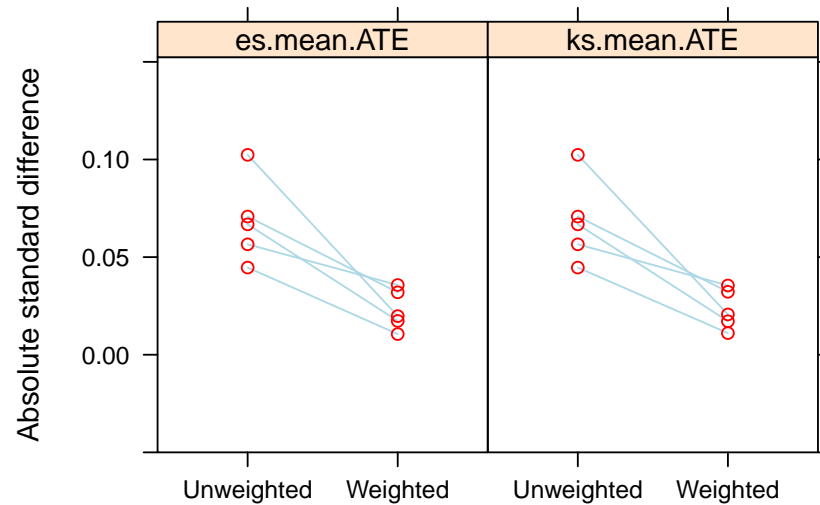 es.mean.ATE ks.mean.ATE
Absolute standard difference
0.10
0.05
0.00
Unweighted Weighted Unweighted Weighted